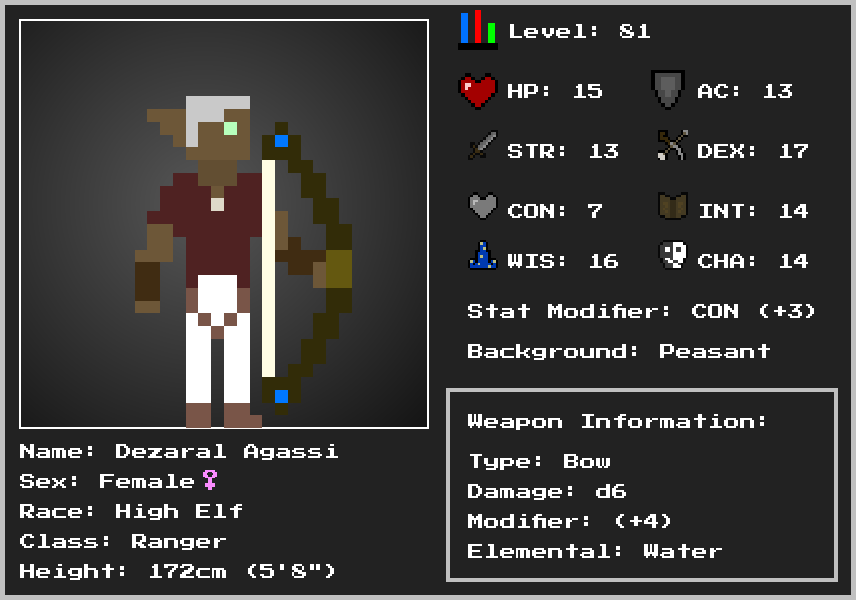 Level: 81
HP: 15
AC: 13
STR: 13
DEX: 17
CON: 7
INT: 14
WIS: 16
CHA: 14
Stat Modifier: CON (+3)
Background: Peasant
Weapon Information:
Type: Bow
Damage: d6
Modifier: (+4)
Elemental: Water
Name: Dezaral Agassi
Sex: Female♀
Race: High Elf
Class: Ranger
Height: 172cm (5'8")